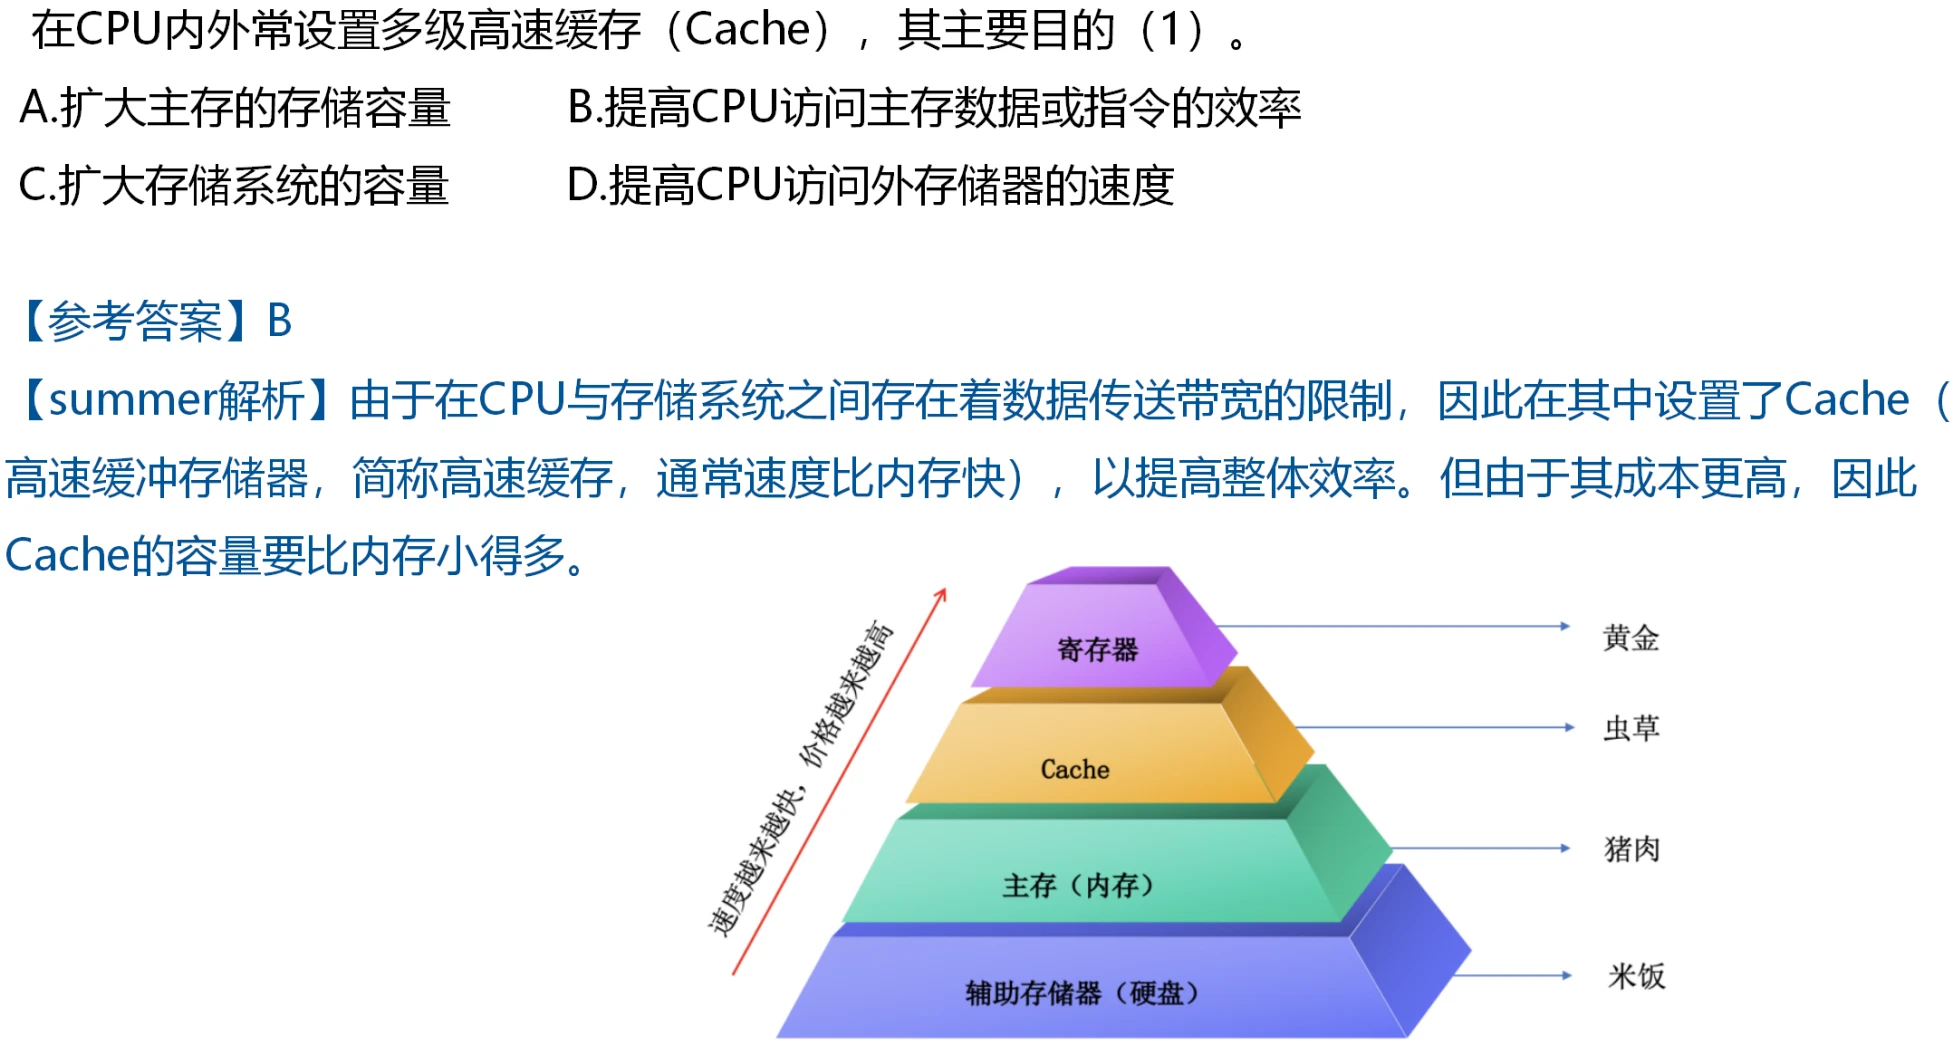 在CPU内外常设置多级高速缓存（Cache），其主要目的（1）。
A.扩大主存的存储容量 B.提高CPU访问主存数据或指令的效率
C.扩大存储系统的容量 D.提高CPU访问外存储器的速度
【参考答案】B
【summer解析】由于在CPU与存储系统之间存在着数据传送带宽的限制，因此在其中设置了Cache（
高速缓冲存储器，简称高速缓存，通常速度比内存快），以提高整体效率。但由于其成本更高，因此
Cache的容量要比内存小得多。
速度越来越快，价格越来越高
寄存器 黄金
Cache 虫草
主存（内存） 猪肉
辅助存储器（硬盘） 米饭